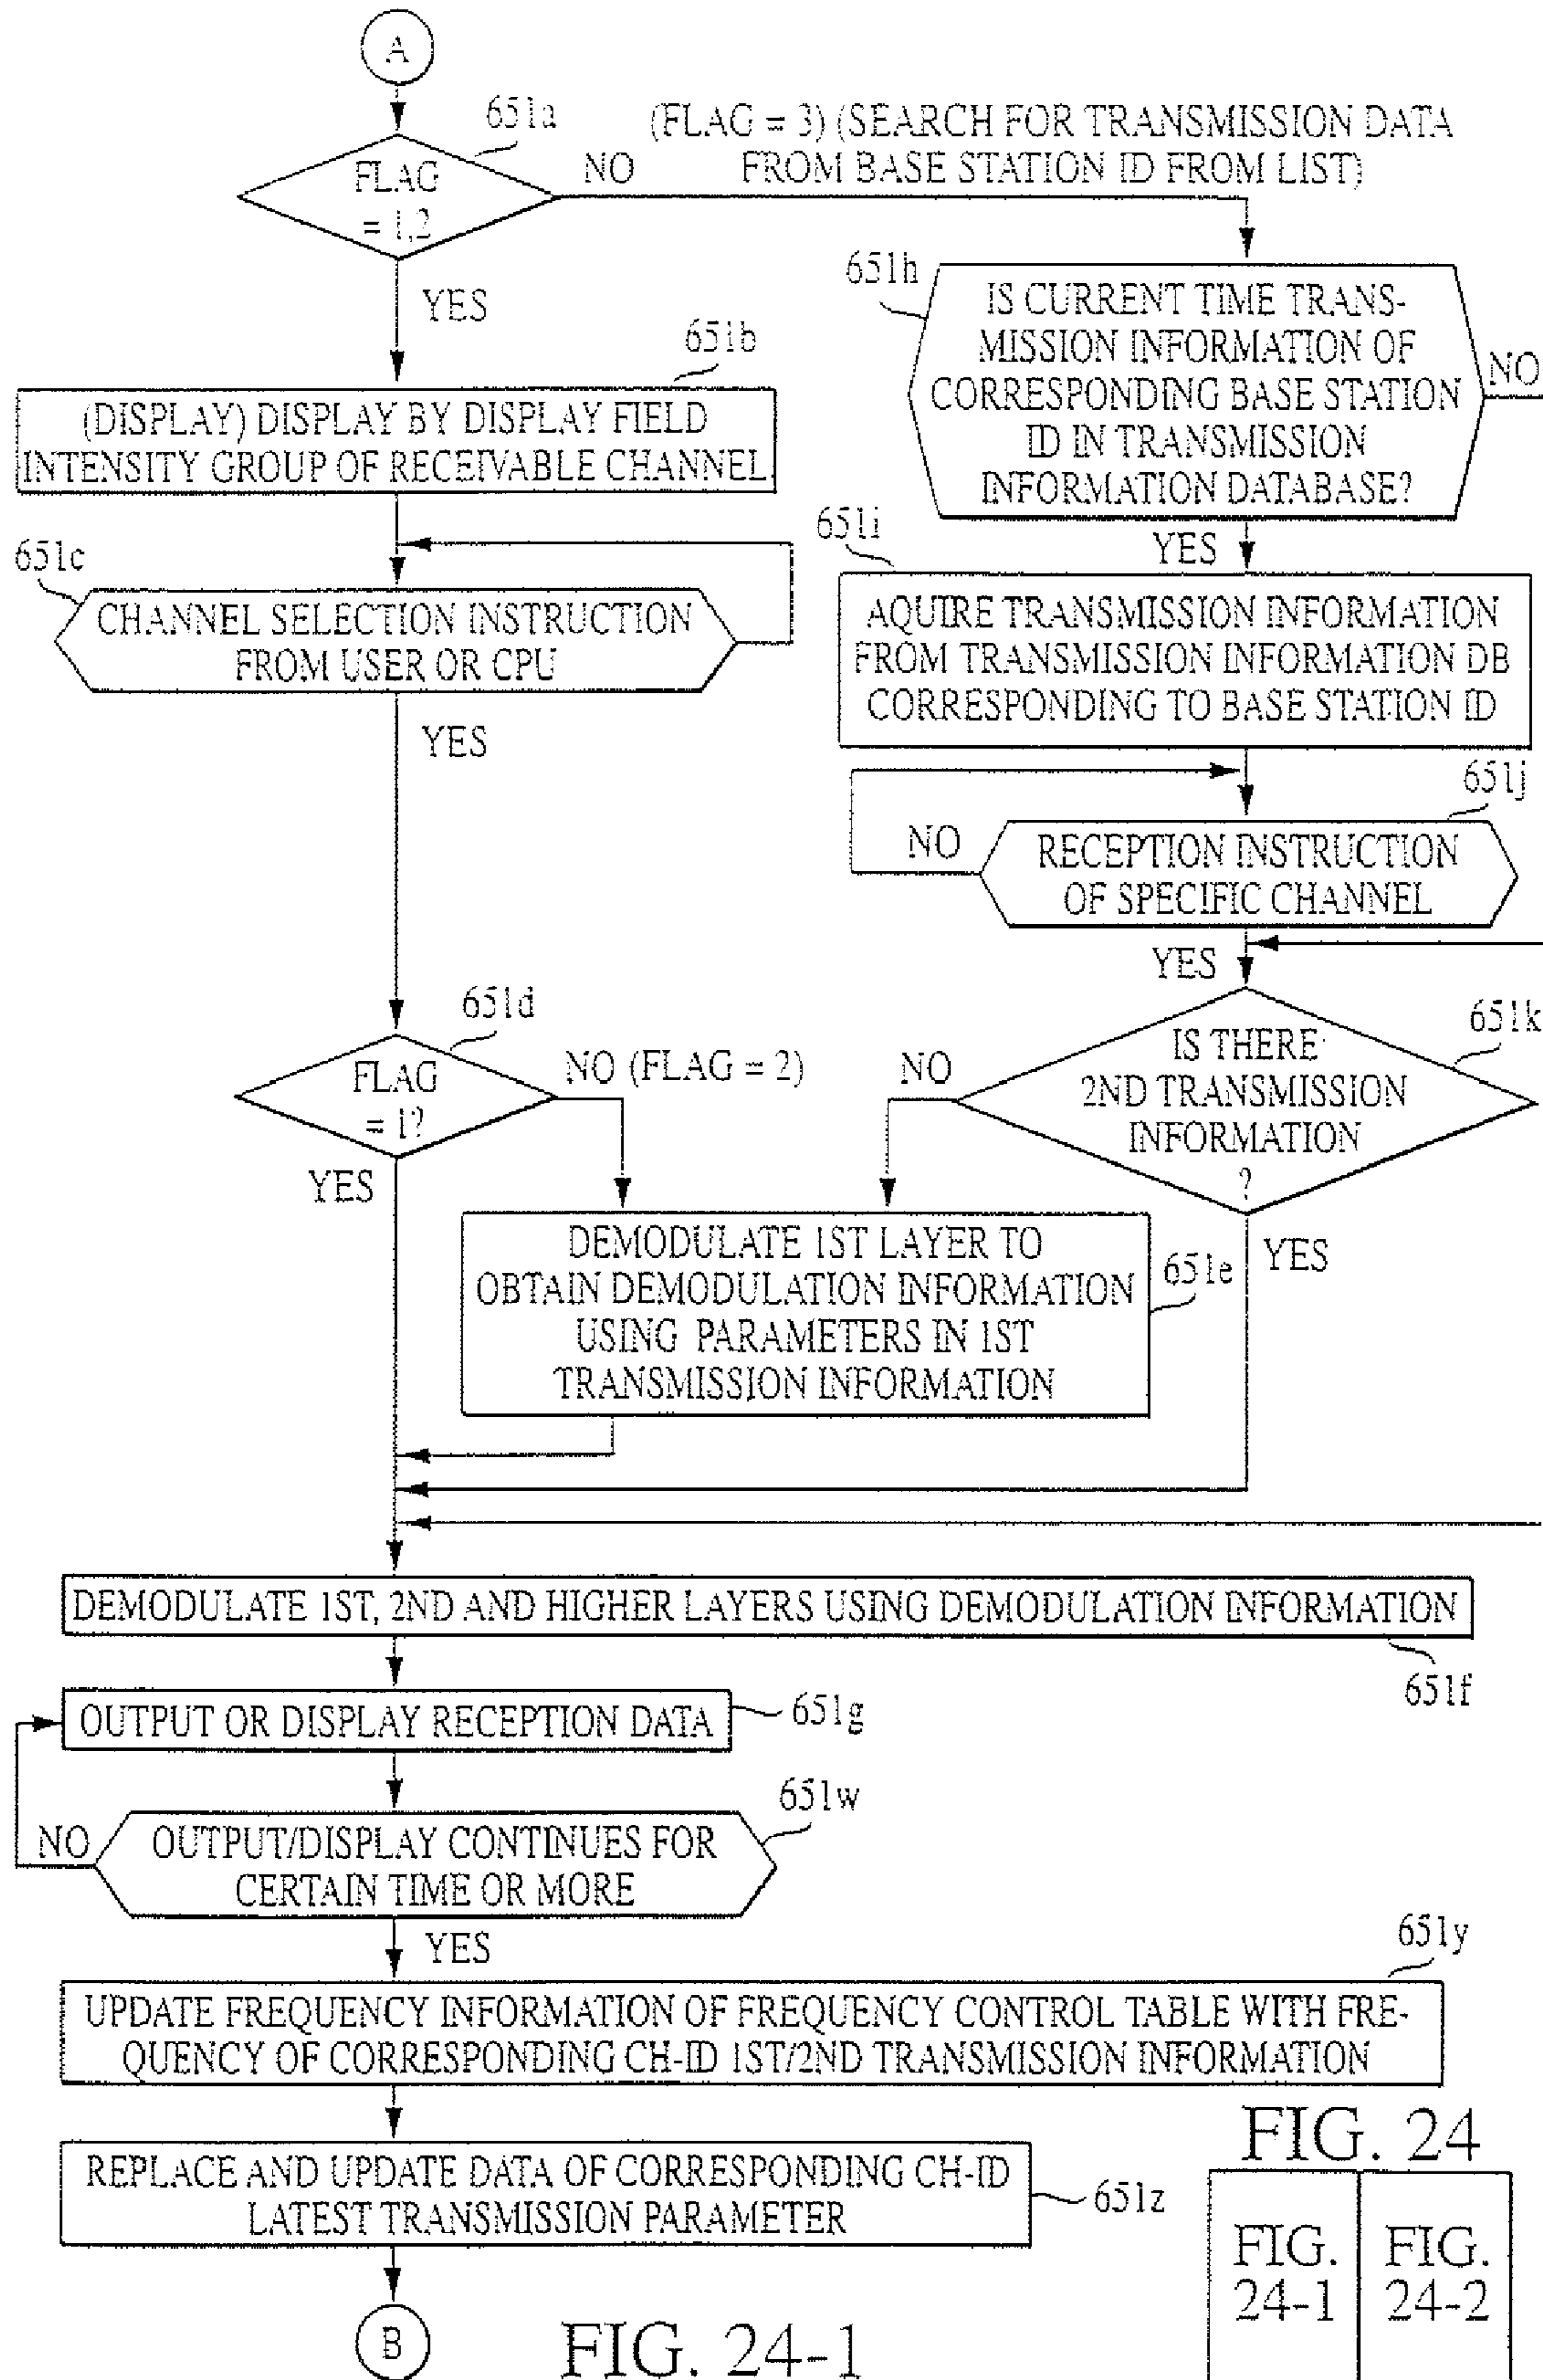 A
651a
FLAG
= 1,2
NO
(FLAG = 3) (SEARCH FOR TRANSMISSION DATA
FROM BASE STATION ID FROM LIST)
YES
651b
(DISPLAY) DISPLAY BY DISPLAY FIELD
INTENSITY GROUP OF RECEIVABLE CHANNEL
651c
CHANNEL SELECTION INSTRUCTION
FROM USER OR CPU
YES
651h
IS CURRENT TIME TRANS-
MISSION INFORMATION OF
CORRESPONDING BASE STATION
ID IN TRANSMISSION
INFORMATION DATABASE?
NO
YES
651i
AQUIRE TRANSMISSION INFORMATION
FROM TRANSMISSION INFORMATION DB
CORRESPONDING TO BASE STATION ID
651j
NO
RECEPTION INSTRUCTION
OF SPECIFIC CHANNEL
YES
651d
FLAG
= 1?
NO (FLAG = 2)
YES
651k
IS THERE
2ND TRANSMISSION
INFORMATION
?
NO
YES
DEMODULATE 1ST LAYER TO
OBTAIN DEMODULATION INFORMATION
USING PARAMETERS IN 1ST
TRANSMISSION INFORMATION
651e
DEMODULATE 1ST, 2ND AND HIGHER LAYERS USING DEMODULATION INFORMATION
651f
OUTPUT OR DISPLAY RECEPTION DATA
651g
651w
NO
OUTPUT/DISPLAY CONTINUES FOR
CERTAIN TIME OR MORE
YES
651y
UPDATE FREQUENCY INFORMATION OF FREQUENCY CONTROL TABLE WITH FRE-
QUENCY OF CORRESPONDING CH-ID 1ST/2ND TRANSMISSION INFORMATION
REPLACE AND UPDATE DATA OF CORRESPONDING CH-ID
LATEST TRANSMISSION PARAMETER
651z
B
FIG. 24-1
FIG. 24
FIG.
24-1
FIG.
24-2